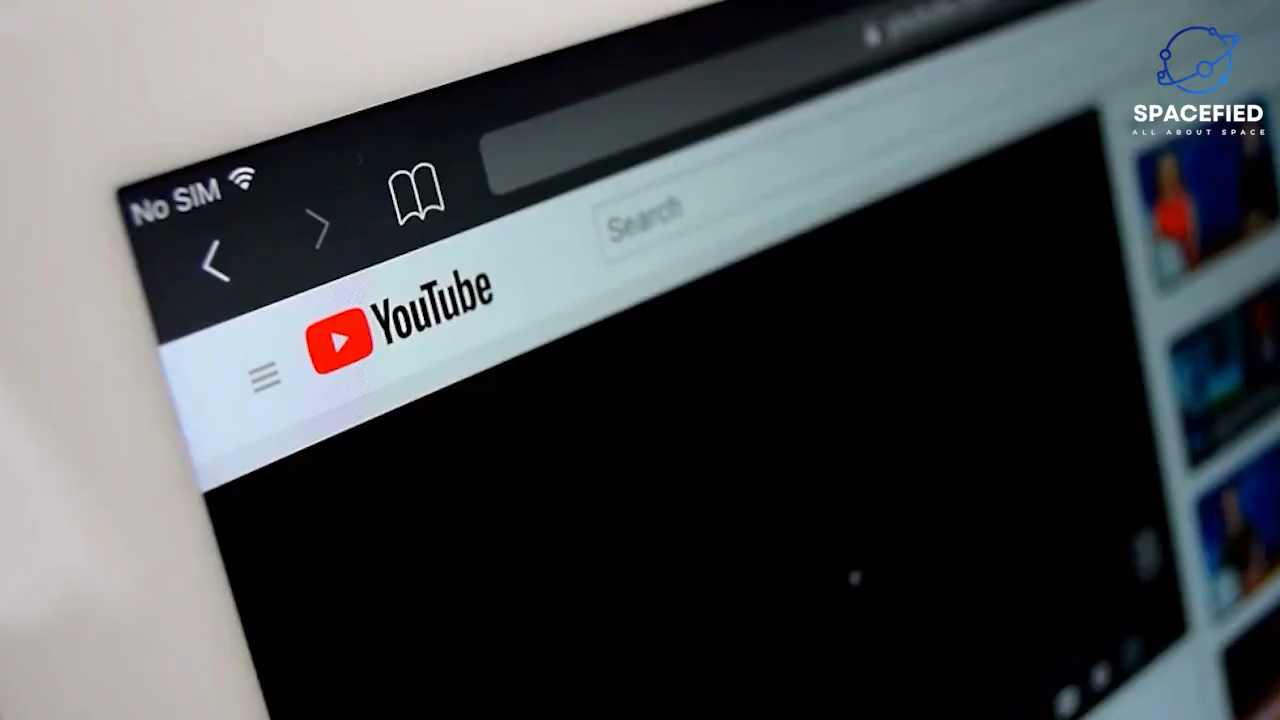 No SIM
YouTube
Search
SPACEFIED
ALL ABOUT SPACE